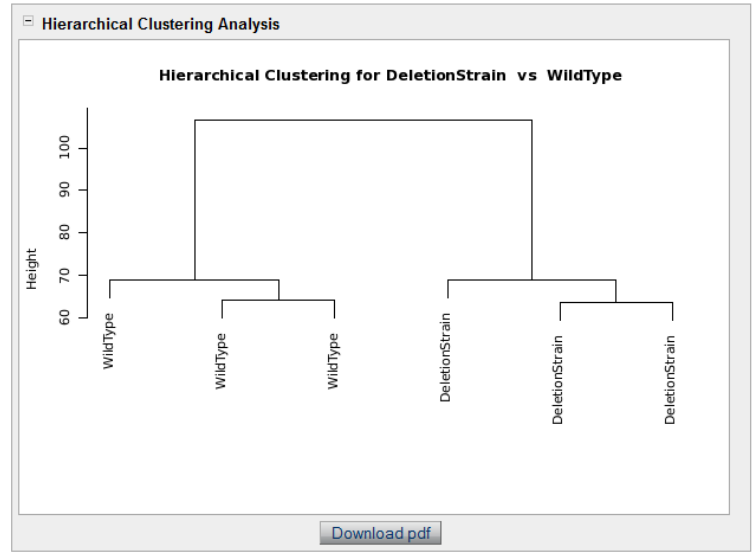 Hierarchical Clustering Analysis
Hierarchical Clustering for DeletionStrain vs WildType
Height
100
90
80
70
60
WildType
WildType
WildType
DeletionStrain
DeletionStrain
DeletionStrain
Download pdf